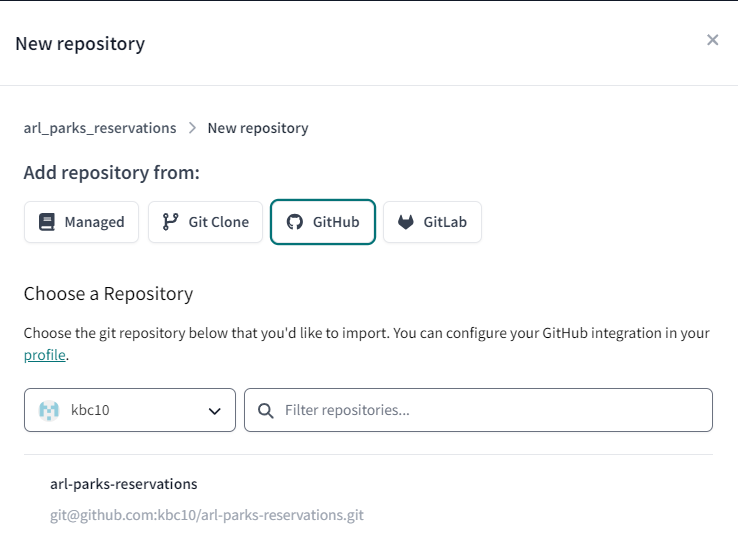 New repository
arl_parks_reservations > New repository
Add repository from:
Managed Git Clone GitHub GitLab
Choose a Repository
Choose the git repository below that you'd like to import. You can configure your GitHub integration in your
profile.
kbc10 Filter repositories...
arl-parks-reservations
git@github.com:kbc10/arl-parks-reservations.git